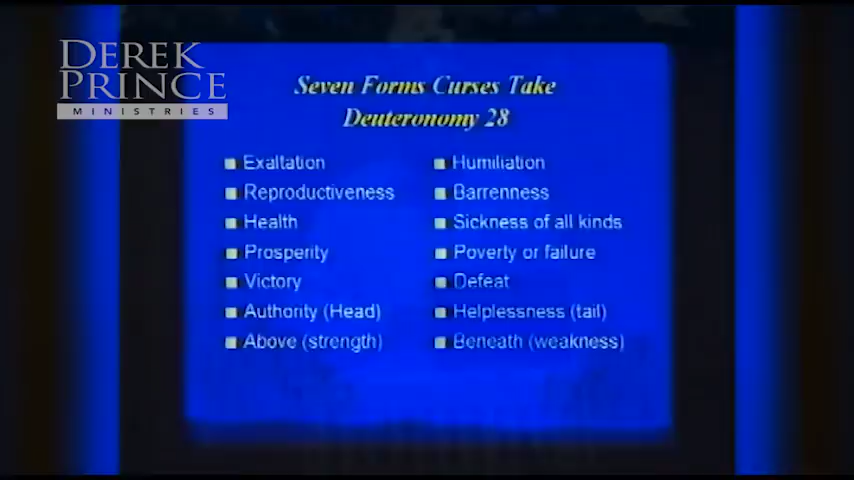 DEREK
PRINCE
MINISTRIES
Seven Forms Curses Take
Deuteronomy 28
Exaltation
Reproductiveness
Health
Prosperity
Victory
Authority (Head)
Above (strength)
Humiliation
Barrenness
Sickness of all kinds
Poverty or failure
Defeat
Helplessness (tail)
Beneath (weakness)